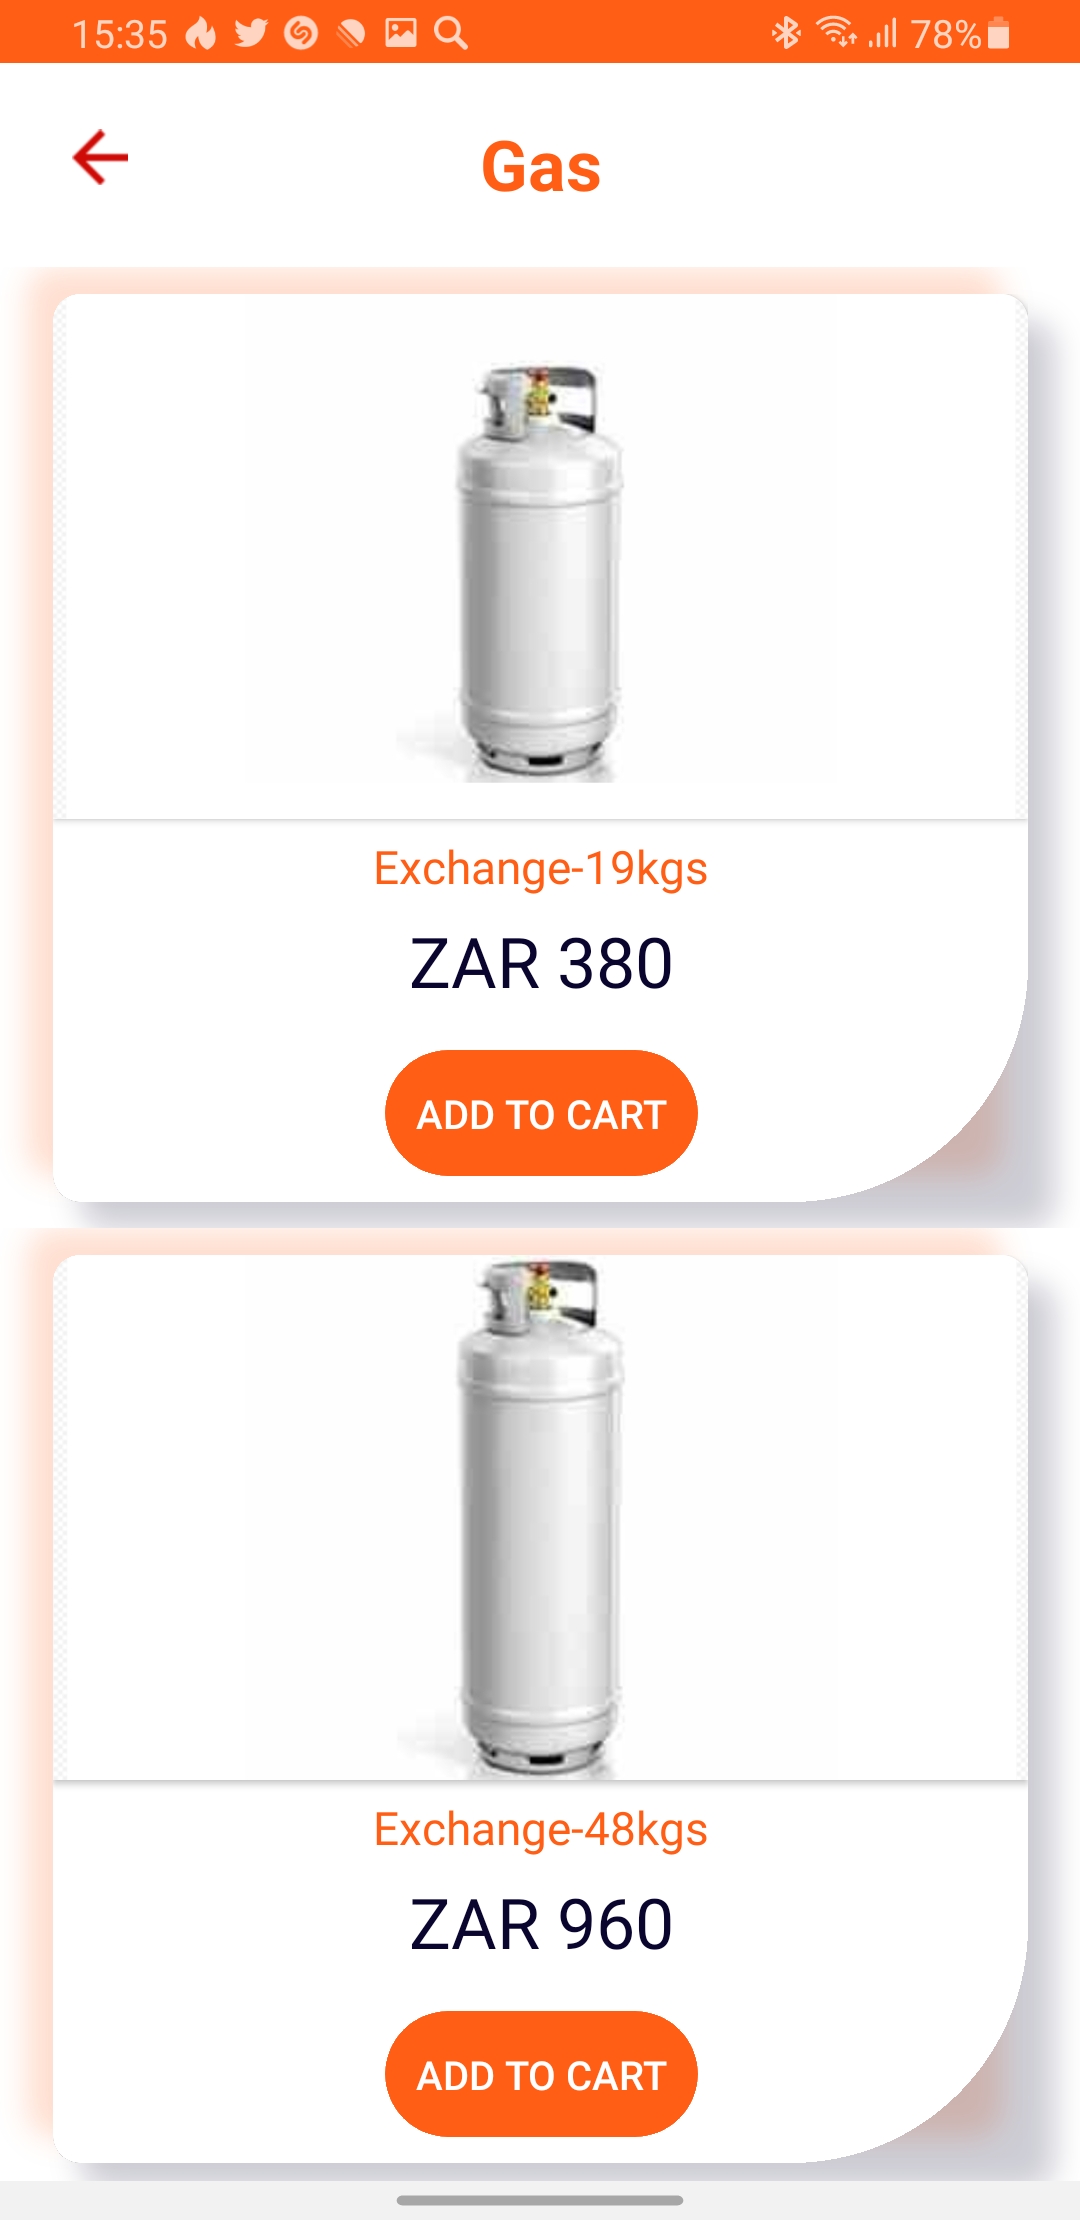 15:35
78%
Gas
Exchange-19kgs
ZAR 380
ADD TO CART
Exchange-48kgs
ZAR 960
ADD TO CART